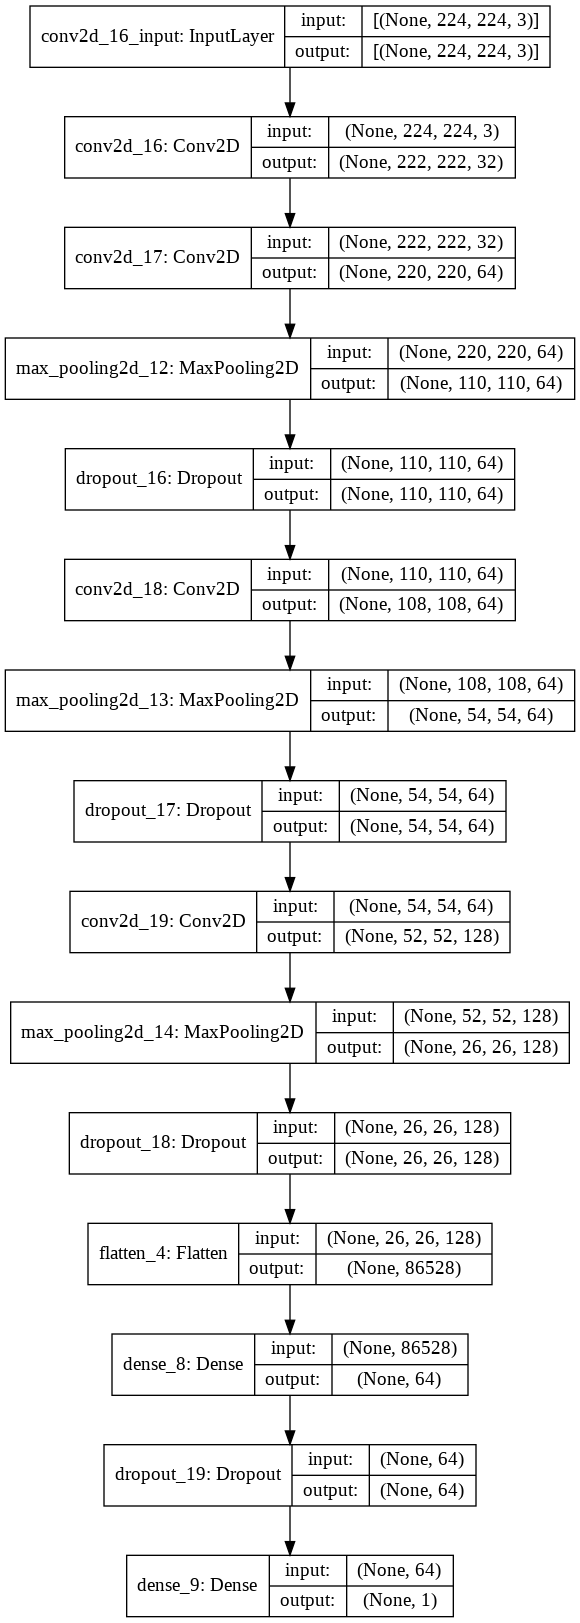 conv2d_16_input: InputLayer
input: [(None, 224, 224, 3)]
output: [(None, 224, 224, 3)]
conv2d_16: Conv2D
input: (None, 224, 224, 3)
output: (None, 222, 222, 32)
conv2d_17: Conv2D
input: (None, 222, 222, 32)
output: (None, 220, 220, 64)
max_pooling2d_12: MaxPooling2D
input: (None, 220, 220, 64)
output: (None, 110, 110, 64)
dropout_16: Dropout
input: (None, 110, 110, 64)
output: (None, 110, 110, 64)
conv2d_18: Conv2D
input: (None, 110, 110, 64)
output: (None, 108, 108, 64)
max_pooling2d_13: MaxPooling2D
input: (None, 108, 108, 64)
output: (None, 54, 54, 64)
dropout_17: Dropout
input: (None, 54, 54, 64)
output: (None, 54, 54, 64)
conv2d_19: Conv2D
input: (None, 54, 54, 64)
output: (None, 52, 52, 128)
max_pooling2d_14: MaxPooling2D
input: (None, 52, 52, 128)
output: (None, 26, 26, 128)
dropout_18: Dropout
input: (None, 26, 26, 128)
output: (None, 26, 26, 128)
flatten_4: Flatten
input: (None, 26, 26, 128)
output: (None, 86528)
dense_8: Dense
input: (None, 86528)
output: (None, 64)
dropout_19: Dropout
input: (None, 64)
output: (None, 64)
dense_9: Dense
input: (None, 64)
output: (None, 1)